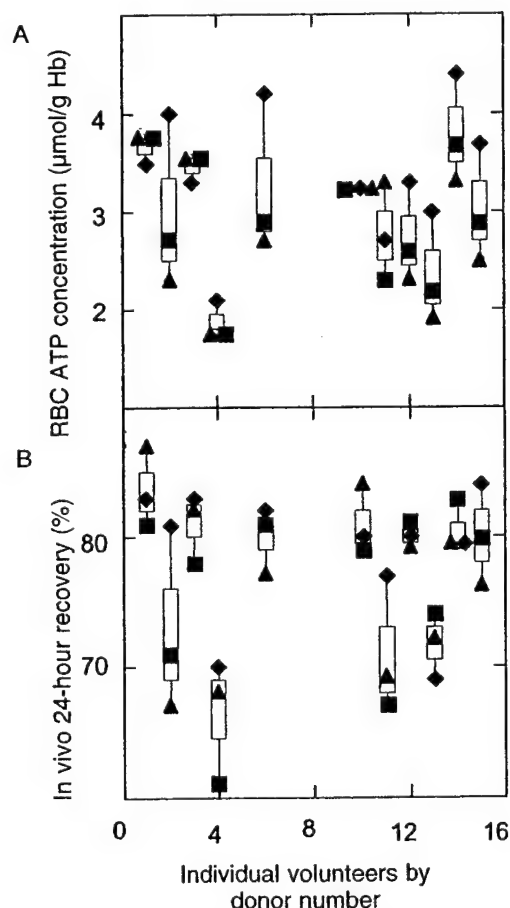 A
RBC ATP concentration (µmol/g Hb)
4
3
2
B
In vivo 24-hour recovery (%)
80
70
0 4 8 12 16
Individual volunteers by
donor number